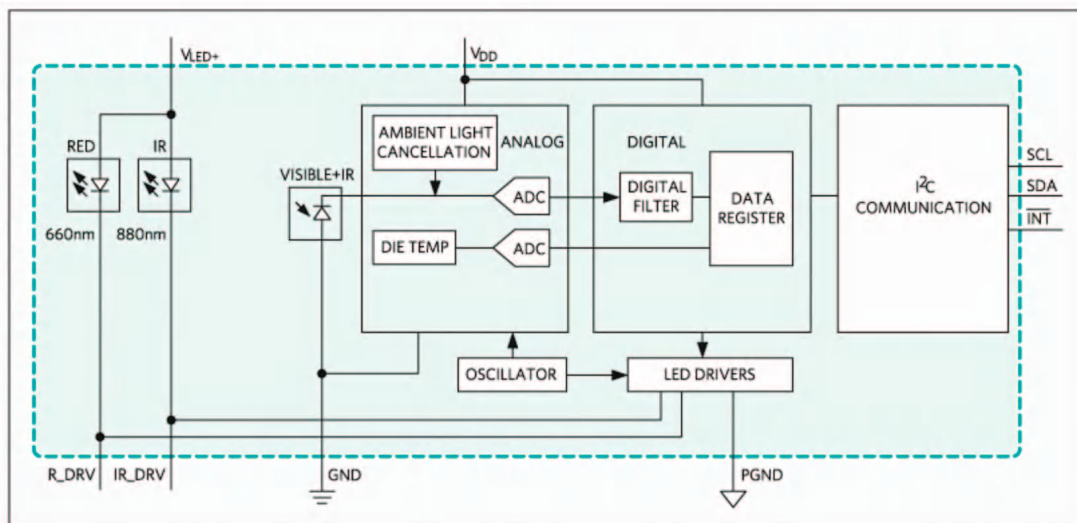 VLED+
VDD
RED
IR
660nm
880nm
VISIBLE+IR
AMBIENT LIGHT
CANCELLATION
ANALOG
ADC
DIE TEMP
ADC
DIGITAL
DIGITAL
FILTER
DATA
REGISTER
I²C
COMMUNICATION
SCL
SDA
INT
OSCILLATOR
LED DRIVERS
R_DRV
IR_DRV
GND
PGND